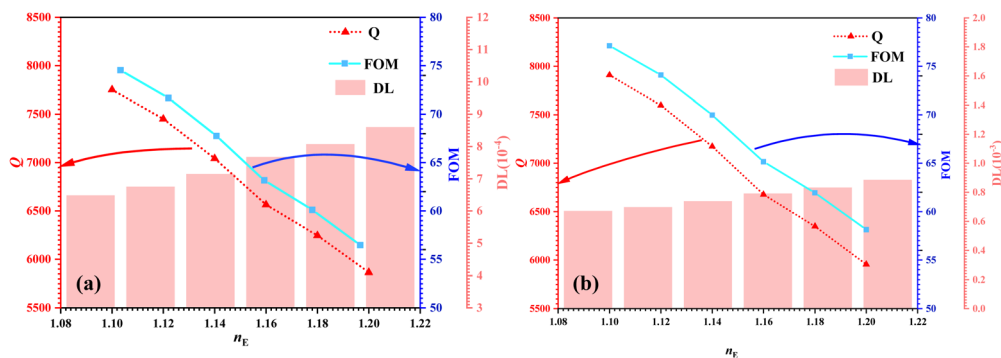 8500
8000
7500
7000
6500
6000
5500
Q
1.08 1.10 1.12 1.14 1.16 1.18 1.20 1.22
n_E
Q
FOM
DL
(a)
80
75
70
65
60
55
50
FOM
12
11
10
9
8
7
6
5
4
3
DL(10⁻⁴)
8500
8000
7500
7000
6500
6000
5500
Q
1.08 1.10 1.12 1.14 1.16 1.18 1.20 1.22
n_E
Q
FOM
DL
(b)
80
75
70
65
60
55
50
FOM
2.0
1.8
1.6
1.4
1.2
1.0
0.8
0.6
0.4
0.2
0.0
DL(10⁻³)